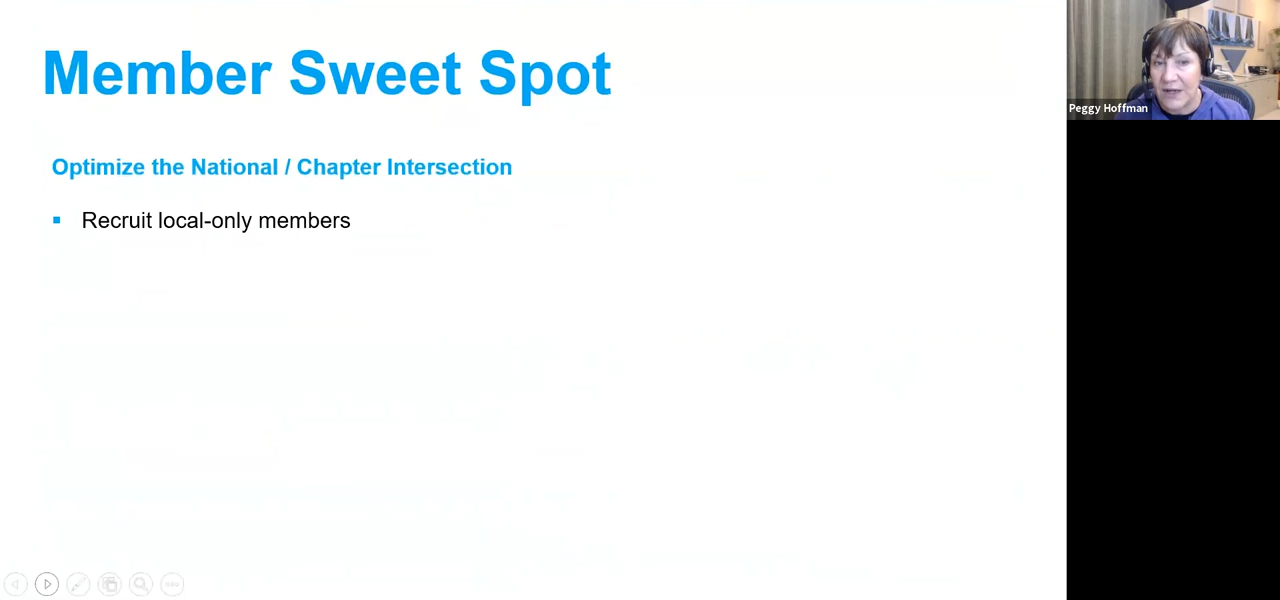 Member Sweet Spot
Peggy Hoffman
Optimize the National / Chapter Intersection
Recruit local-only members